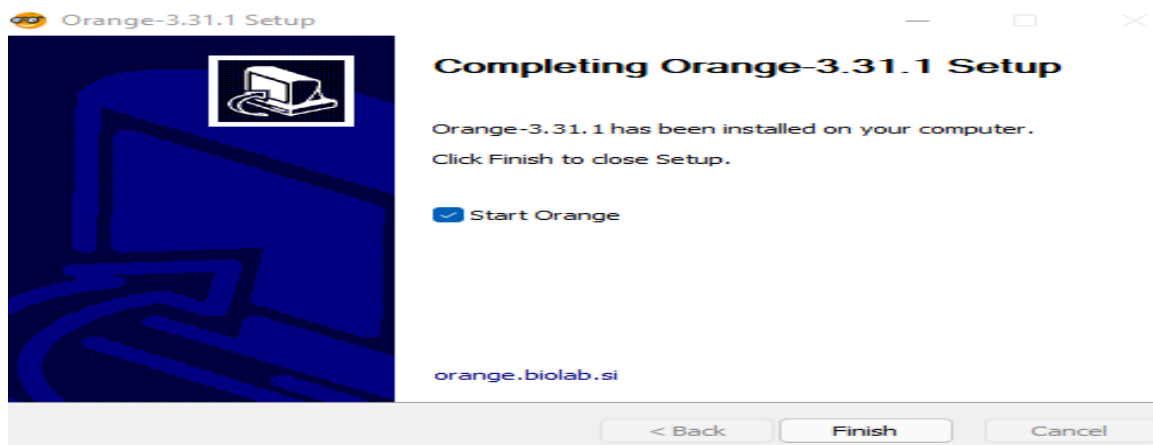 Orange-3.31.1 Setup
Completing Orange-3.31.1 Setup
Orange-3.31.1 has been installed on your computer.
Click Finish to close Setup.
Start Orange
orange.biolab.si
< Back Finish Cancel